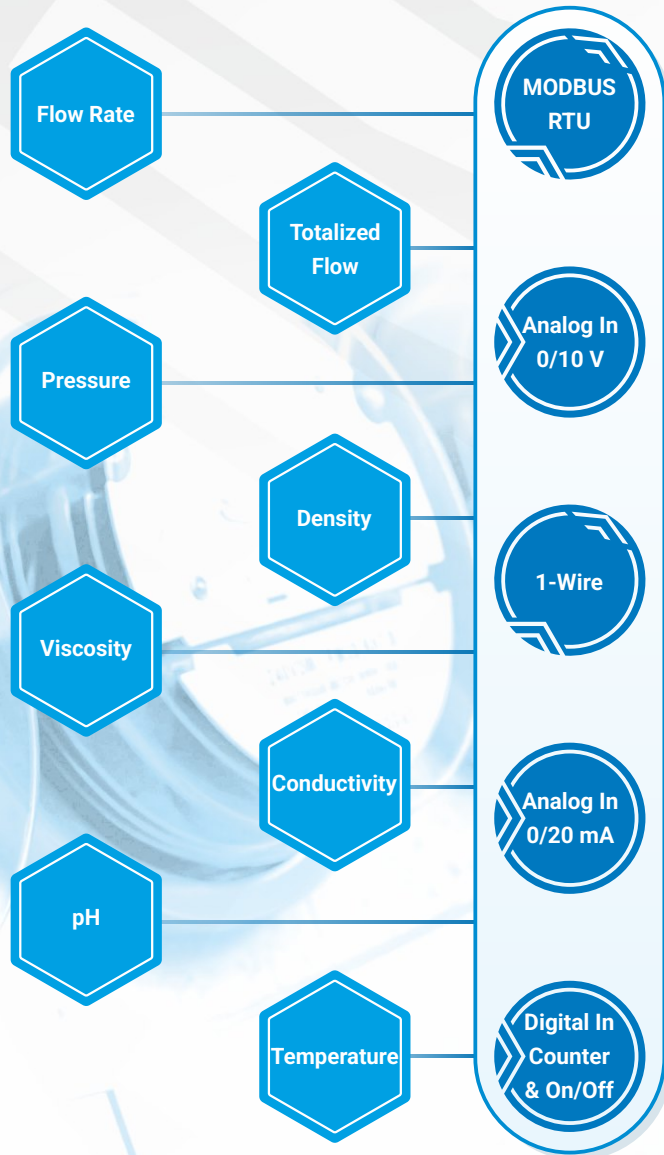 Flow Rate
Totalized
Flow
Pressure
Density
Viscosity
Conductivity
pH
Temperature
MODBUS
RTU
Analog In
0/10 V
1-Wire
Analog In
0/20 mA
Digital In
Counter
& On/Off